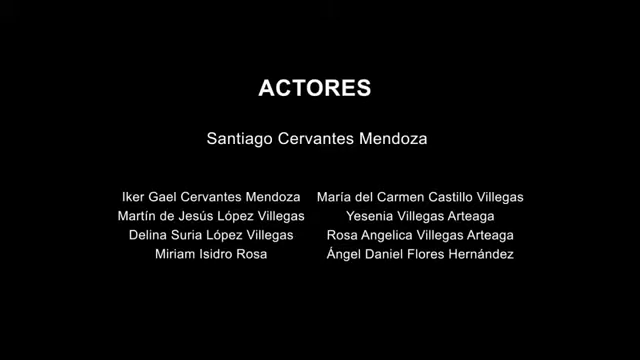 ACTORES
Santiago Cervantes Mendoza
Iker Gael Cervantes Mendoza
Martín de Jesús López Villegas
Delina Suria López Villegas
Miriam Isidro Rosa
María del Carmen Castillo Villegas
Yesenia Villegas Arteaga
Rosa Angelica Villegas Arteaga
Ángel Daniel Flores Hernández